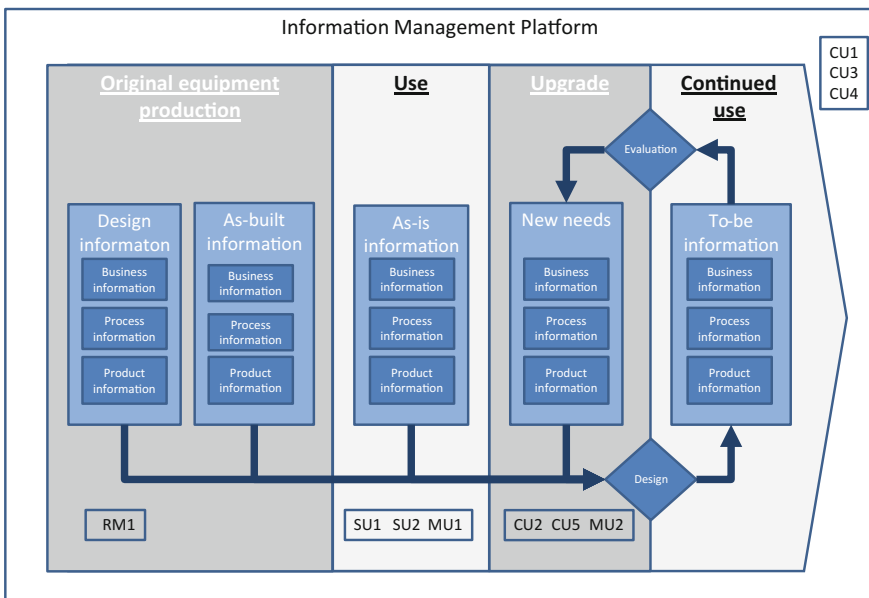 Information Management Platform
CU1
CU3
CU4
Original equipment
production
Use
Upgrade
Continued
use
Evaluation
Design
informaton
Business
information
Process
information
Product
information
As-built
information
Business
information
Process
information
Product
information
As-is
information
Business
information
Process
information
Product
information
New needs
Business
information
Process
information
Product
information
To-be
information
Business
information
Process
information
Product
information
Design
RM1
SU1 SU2 MU1
CU2 CU5 MU2